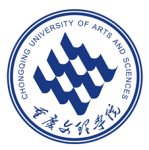 CHONGQING UNIVERSITY OF ARTS AND SCIENCES
重庆文理学院